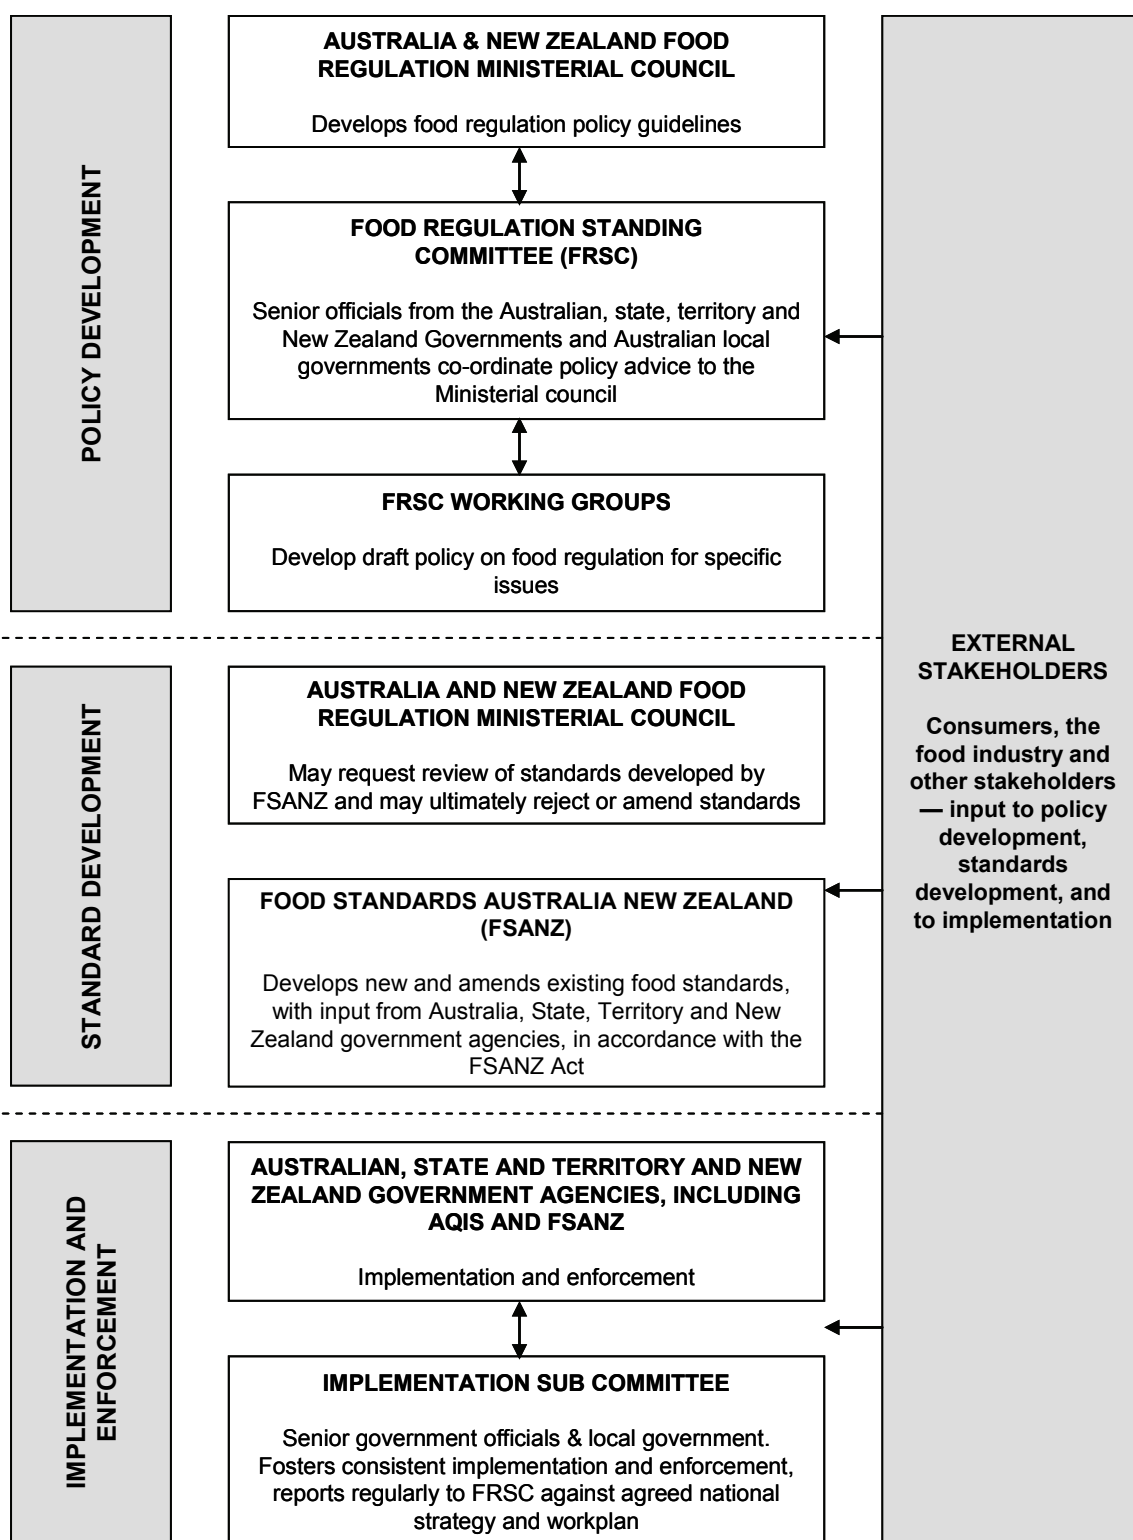 POLICY DEVELOPMENT
AUSTRALIA & NEW ZEALAND FOOD
REGULATION MINISTERIAL COUNCIL
Develops food regulation policy guidelines
FOOD REGULATION STANDING
COMMITTEE (FRSC)
Senior officials from the Australian, state, territory and
New Zealand Governments and Australian local
governments co-ordinate policy advice to the
Ministerial council
FRSC WORKING GROUPS
Develop draft policy on food regulation for specific
issues
STANDARD DEVELOPMENT
AUSTRALIA AND NEW ZEALAND FOOD
REGULATION MINISTERIAL COUNCIL
May request review of standards developed by
FSANZ and may ultimately reject or amend standards
FOOD STANDARDS AUSTRALIA NEW ZEALAND
(FSANZ)
Develops new and amends existing food standards,
with input from Australia, State, Territory and New
Zealand government agencies, in accordance with the
FSANZ Act
IMPLEMENTATION AND
ENFORCEMENT
AUSTRALIAN, STATE AND TERRITORY AND NEW
ZEALAND GOVERNMENT AGENCIES, INCLUDING
AQIS AND FSANZ
Implementation and enforcement
IMPLEMENTATION SUB COMMITTEE
Senior government officials & local government.
Fosters consistent implementation and enforcement,
reports regularly to FRSC against agreed national
strategy and workplan
EXTERNAL
STAKEHOLDERS
Consumers, the
food industry and
other stakeholders
— input to policy
development,
standards
development, and
to implementation